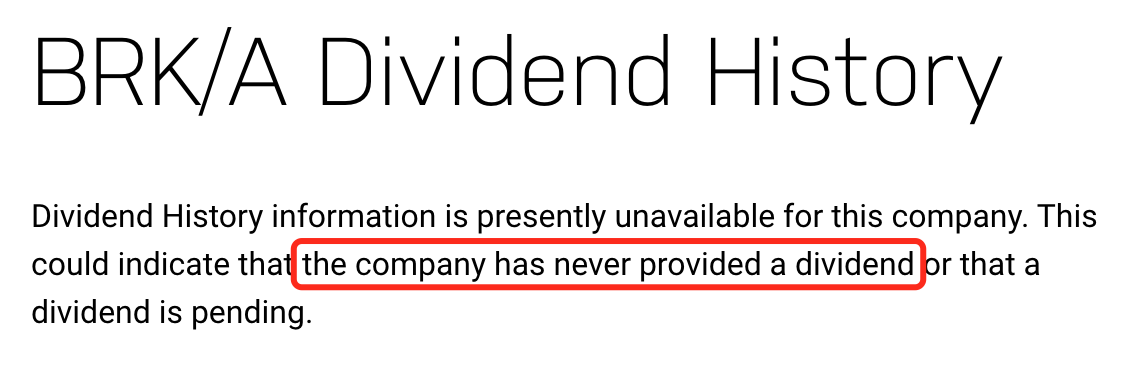 BRK/A Dividend History
Dividend History information is presently unavailable for this company. This
could indicate that the company has never provided a dividend or that a
dividend is pending.